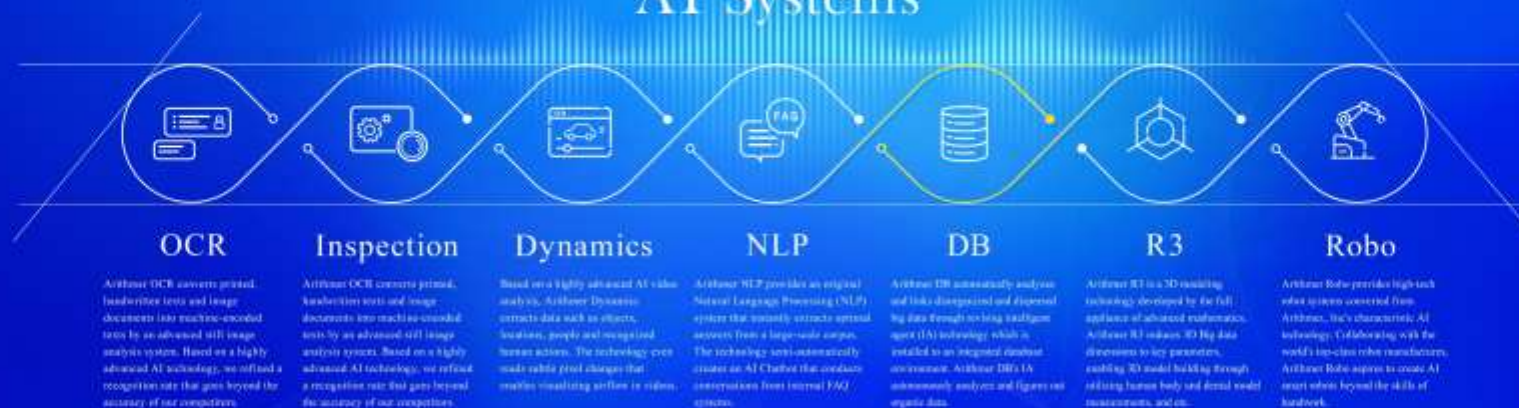 AI Systems
FAQ
OCR
Inspection
Dynamics
NLP
DB
R3
Robo
Arithmer OCR converts printed,
handwritten texts and image
documents into machine-encoded
texts by an advanced still image
analysis system. Based on a highly
advanced AI technology, we refined a
recognition rate that goes beyond the
accuracy of our competitors.
Arithmer OCR converts printed,
handwritten texts and image
documents into machine-encoded
texts by an advanced still image
analysis system. Based on a highly
advanced AI technology, we refined
a recognition rate that goes beyond
the accuracy of our competitors.
Based on a highly advanced AI video
analysis, Arithmer Dynamics
extracts data such as objects,
locations, people and recognized
human actions. The technology even
reads subtle pixel changes that
enables visualizing airflow in videos.
Arithmer NLP provides an original
Natural Language Processing (NLP)
system that instantly extracts optimal
answers from a large-scale corpus.
The technology semi-automatically
creates an AI Chatbot that conducts
conversations from internal FAQ
systems.
Arithmer DB automatically analyzes
and links disorganized and dispersed
big data through roving intelligent
agent (IA) technology which is
installed to an integrated database
environment. Arithmer DB's IA
autonomously analyzes and figures out
organic data.
Arithmer R3 is a 3D modeling
technology developed by the full
appliance of advanced mathematics.
Arithmer R3 reduces 3D Big data
dimensions to key parameters,
enabling 3D model building through
utilizing human body and dental model
measurements, and etc.
Arithmer Robo provides high-tech
robot systems converted from
Arithmer, Inc's characteristic AI
technology. Collaborating with the
world's top-class robot manufactures,
Arithmer Robo aspires to create AI
smart robots beyond the skills of
handwork.